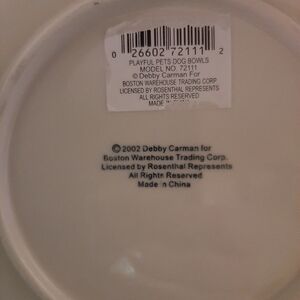 0 26602 72111 2
PLAYFUL PETS DOG BOWLS
MODEL NO. 72111
© Debby Carman For
BOSTON WAREHOUSE TRADING CORP.
LICENSED BY ROSENTHAL REPRESENTS
ALL RIGHTS RESERVED
MADE IN
©2002 Debby Carman for
Boston Warehouse Trading Corp.
Licensed by Rosenthal Represents
All Rights Reserved
Made in China